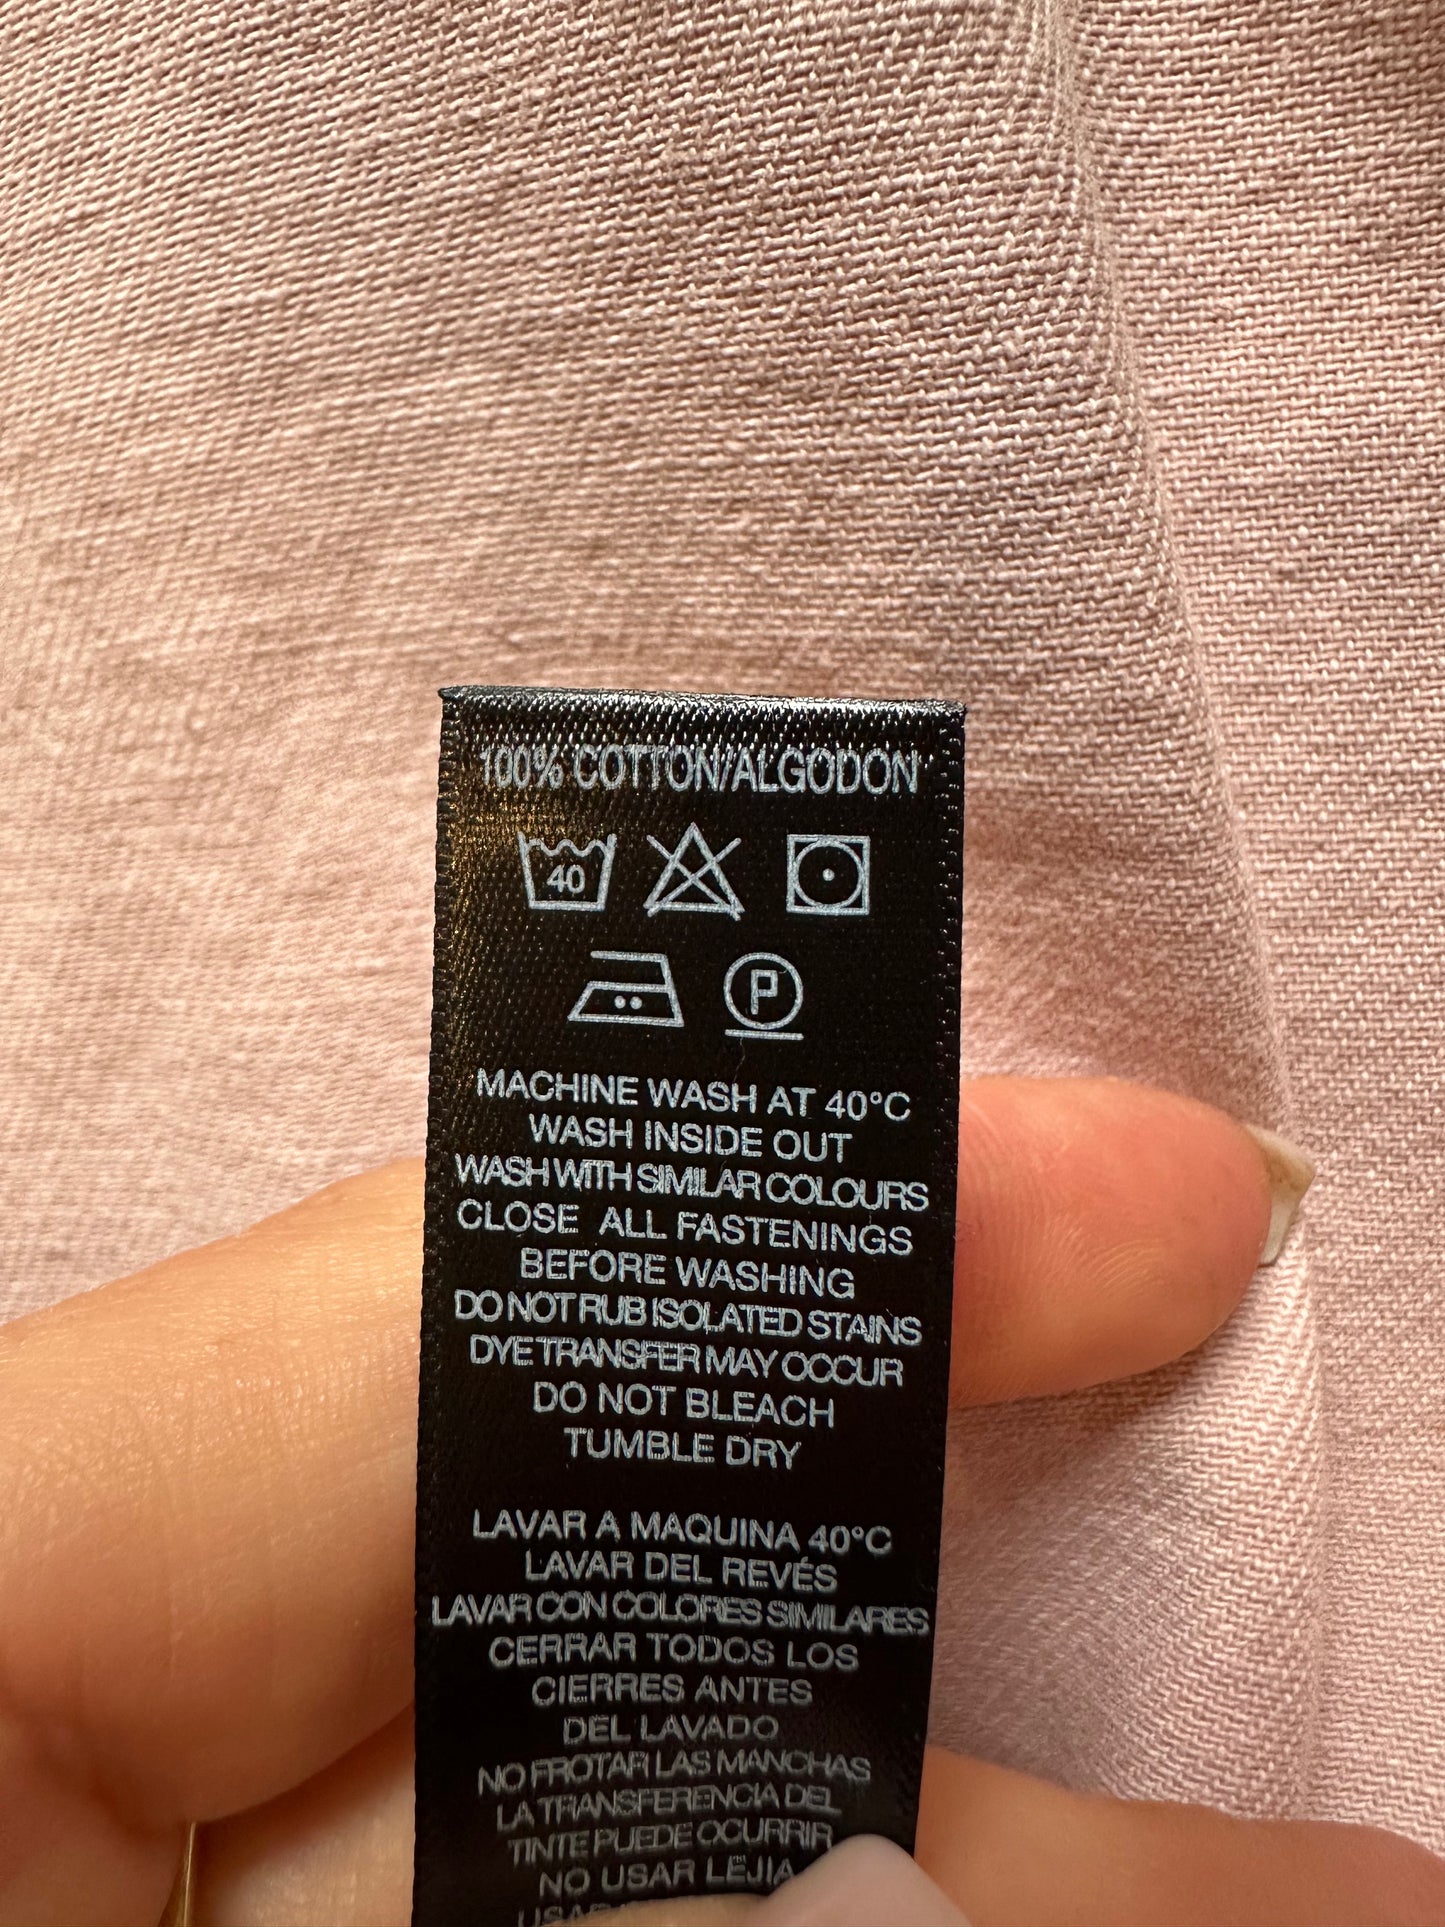 100% COTTON/ALGODON
40
P
MACHINE WASH AT 40°C
WASH INSIDE OUT
WASH WITH SIMILAR COLOURS
CLOSE ALL FASTENINGS
BEFORE WASHING
DO NOT RUB ISOLATED STAINS
DYE TRANSFER MAY OCCUR
DO NOT BLEACH
TUMBLE DRY
LAVAR A MAQUINA 40°C
LAVAR DEL REVÉS
LAVAR CON COLORES SIMILARES
CERRAR TODOS LOS
CIERRES ANTES
DEL LAVADO
NO FROTAR LAS MANCHAS
LA TRANSFERENCIA DEL
TINTE PUEDE OCURRIR
NO USAR LEJIA